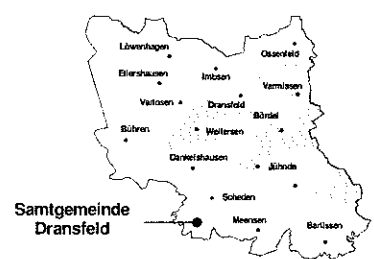 Löwenhagen
Ossenfeld
Ellershausen
Imbsen
Varmissen
Varlosen
Dransfeld
Bördel
Bühren
Wellersen
Dankelshausen
Jühnde
Scheden
Samtgemeinde
Dransfeld
Meensen
Barlissen